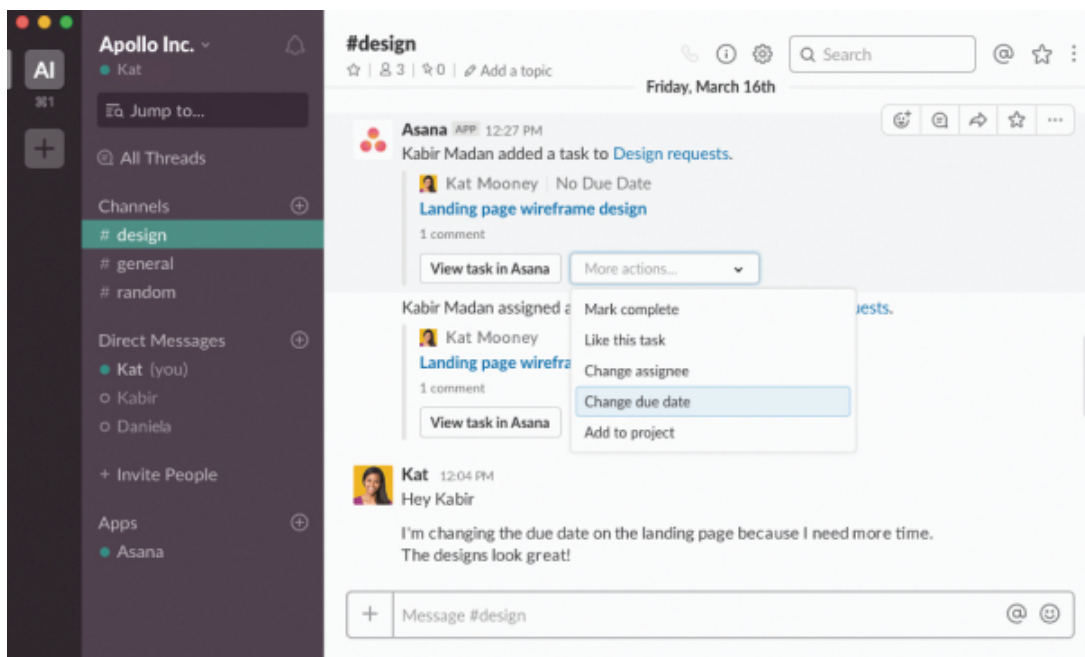 Apollo Inc.
Kat
AI
⌘1
Jump to...
All Threads
Channels
# design
# general
# random
Direct Messages
Kat (you)
Kabir
Daniela
+ Invite People
Apps
Asana
#design
3 | 0 | Add a topic
Search
Friday, March 16th
Asana APP 12:27 PM
Kabir Madan added a task to Design requests.
Kat Mooney | No Due Date
Landing page wireframe design
1 comment
View task in Asana
More actions...
Kabir Madan assigned a
ests.
Kat Mooney
Landing page wirefra
1 comment
View task in Asana
Mark complete
Like this task
Change assignee
Change due date
Add to project
Kat 12:04 PM
Hey Kabir
I'm changing the due date on the landing page because I need more time.
The designs look great!
Message #design